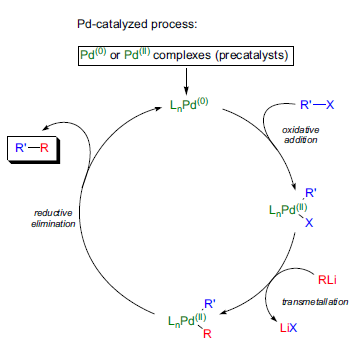 Pd-catalyzed process:
Pd(0) or Pd(II) complexes (precatalysts)
LnPd(0)
R'—X
oxidative
addition
R'—R
R'
LnPd(II)
X
reductive
elimination
RLi
transmetallation
R'
LnPd(II)
R
LiX